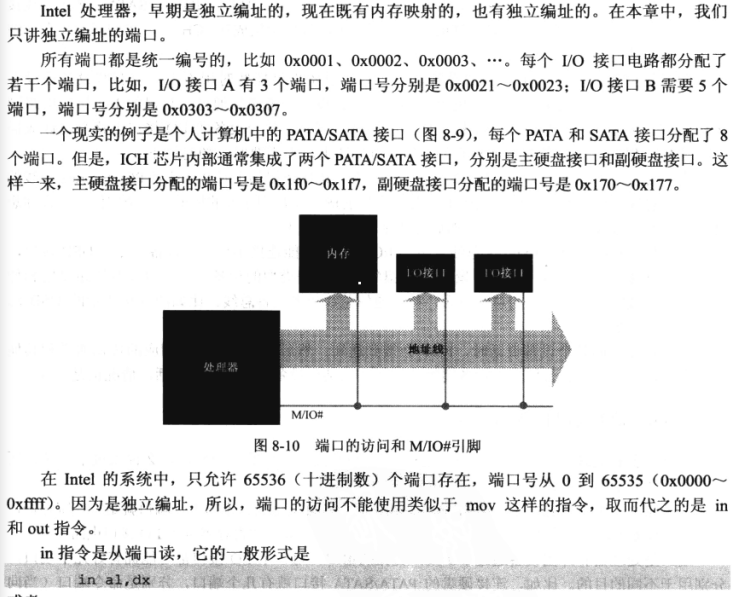 Intel 处理器，早期是独立编址的，现在既有内存映射的，也有独立编址的。在本章中，我们
只讲独立编址的端口。
所有端口都是统一编号的，比如 0x0001、0x0002、0x0003、…。每个 I/O 接口电路都分配了
若干个端口，比如，I/O 接口 A 有 3 个端口，端口号分别是 0x0021～0x0023；I/O 接口 B 需要 5 个
端口，端口号分别是 0x0303～0x0307。
一个现实的例子是个人计算机中的 PATA/SATA 接口（图 8-9），每个 PATA 和 SATA 接口分配了 8
个端口。但是，ICH 芯片内部通常集成了两个 PATA/SATA 接口，分别是主硬盘接口和副硬盘接口。这
样一来，主硬盘接口分配的端口号是 0x1f0～0x1f7，副硬盘接口分配的端口号是 0x170～0x177。
内存
I O接口
I O接口
地址线
处理器
M/IO#
图 8-10 端口的访问和 M/IO#引脚
在 Intel 的系统中，只允许 65536（十进制数）个端口存在，端口号从 0 到 65535（0x0000～
0xffff）。因为是独立编址，所以，端口的访问不能使用类似于 mov 这样的指令，取而代之的是 in
和 out 指令。
in 指令是从端口读，它的一般形式是
in al,dx